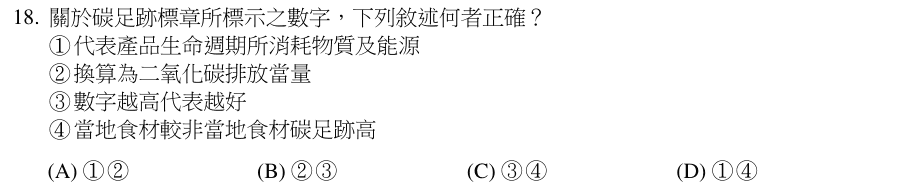 18. 關於碳足跡標章所標示之數字，下列敘述何者正確？
①代表產品生命週期所消耗物質及能源
②換算為二氧化碳排放當量
③數字越高代表越好
④當地食材較非當地食材碳足跡高
(A) ①② (B) ②③ (C) ③④ (D) ①④